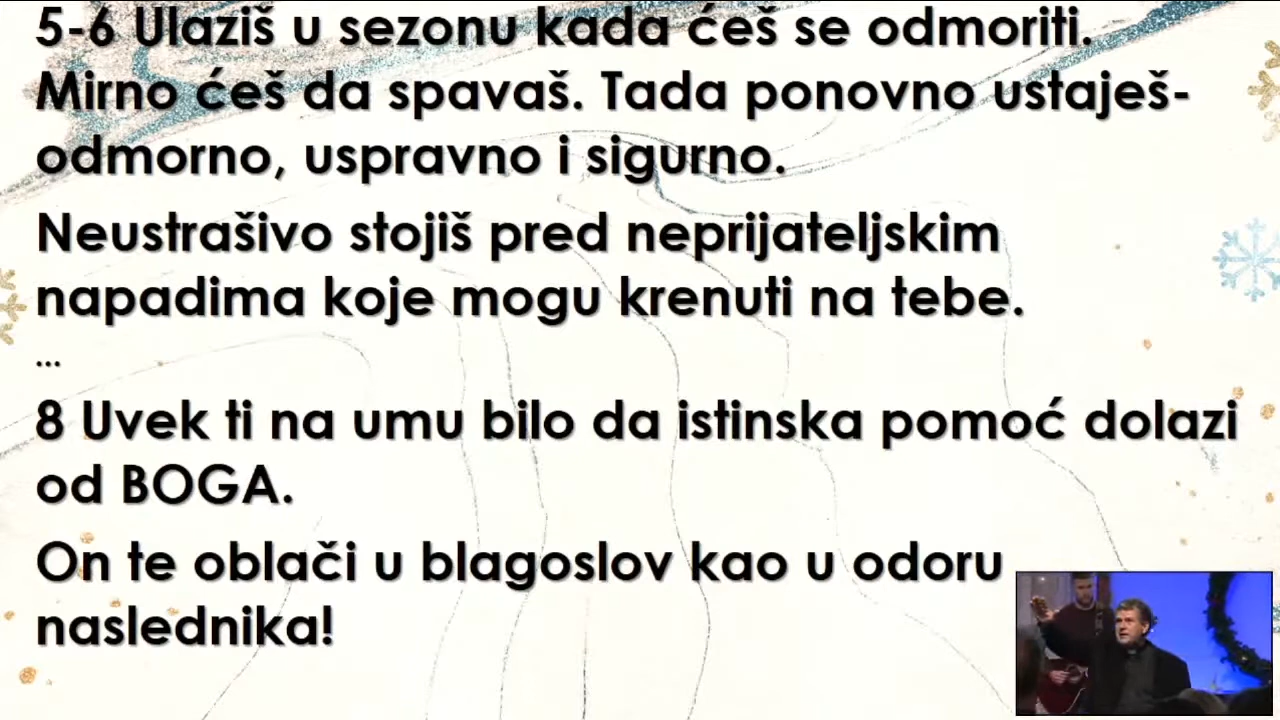 5-6 Ulaziš u sezonu kada ćeš se odmoriti.
Mirno ćeš da spavaš. Tada ponovno ustaješ-
odmorno, uspravno i sigurno.
Neustrašivo stojiš pred neprijateljskim
napadima koje mogu krenuti na tebe.
...
8 Uvek ti na umu bilo da istinska pomoć dolazi
od BOGA.
On te oblači u blagoslov kao u odoru
naslednika!